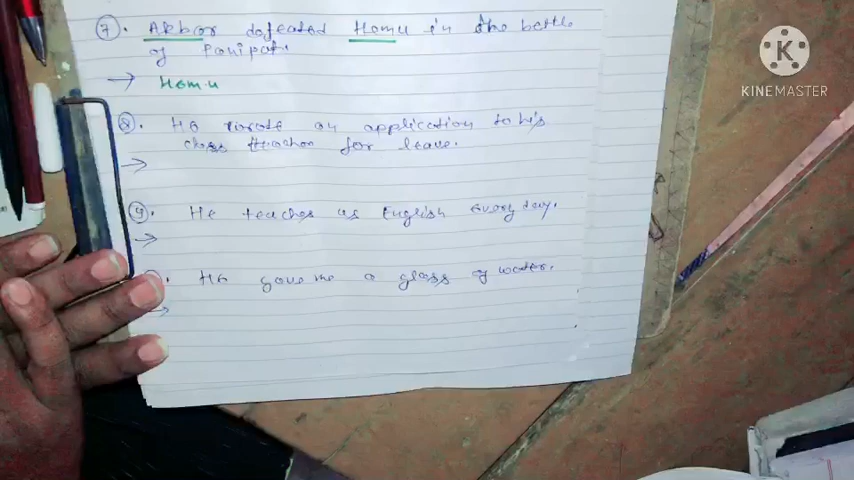 7. Akbar defeated Hemu in the battle
of Panipat.
→ Hemu
8. He wrote an application to his
class teacher for leave.
→
9. He teaches us English every day.
→
He gave me a glass of water.
→
K
KINEMASTER